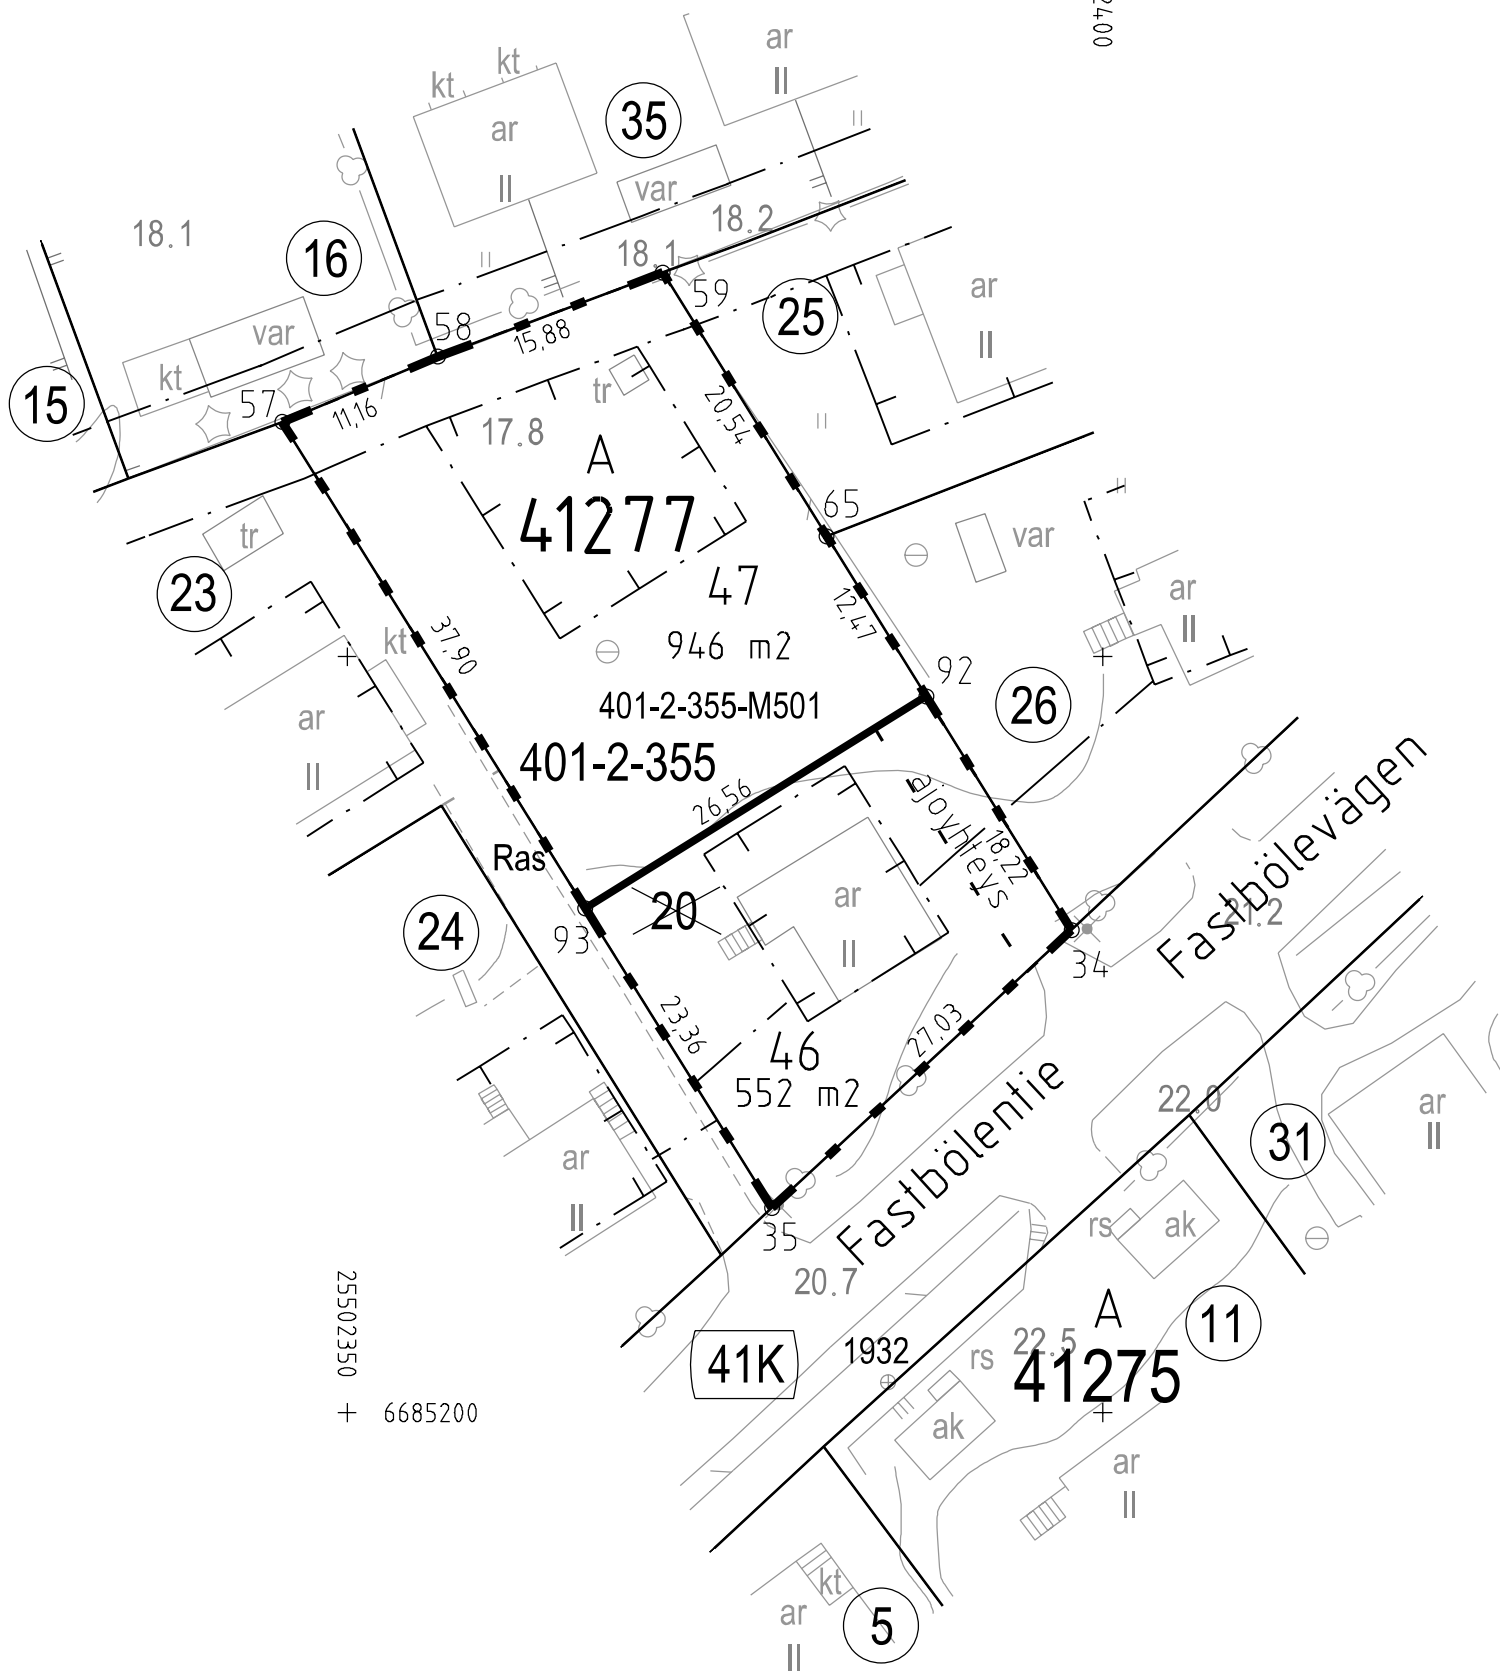 ar
II
kt
kt
35
ar
II
II
var
18.2
18.1
16
II
18.1
59
25
ar
II
58
15,88
var
kt
15
57
11,16
tr
20,54
17.8
A
II
41277
65
var
II
tr
23
47
12,47
ar
II
kt
37,90
946 m2
92
26
401-2-355-M501
401-2-355
ar
II
26,56
ajoyhteys
18,22
Fastbölevägen
Ras
20
ar
II
21.2
24
93
34
23,36
27,03
46
552 m2
Fastbölentie
22.0
ar
II
31
ar
II
35
rs
ak
20.7
25502350
6685200
41K
1932
rs
22.5
A
41275
11
ak
ar
II
kt
ar
II
5